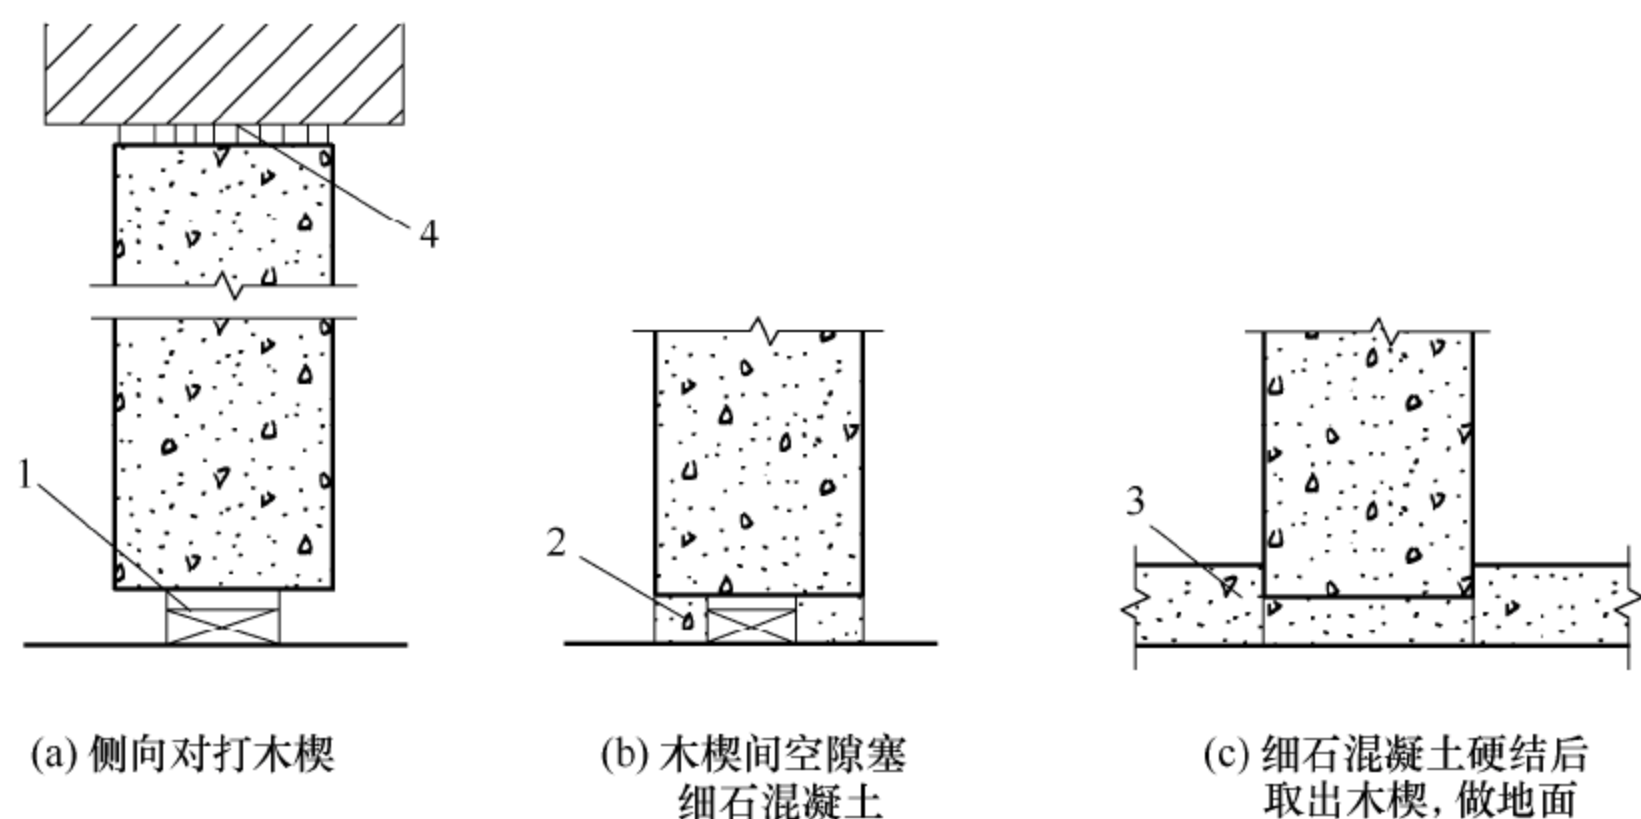 4
1
2
3
(a) 侧向对打木楔
(b) 木楔间空隙塞
细石混凝土
(c) 细石混凝土硬结后
取出木楔, 做地面